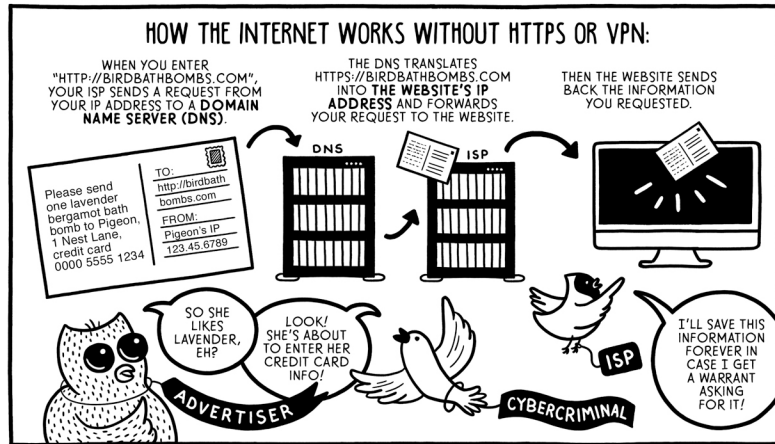 HOW THE INTERNET WORKS WITHOUT HTTPS OR VPN:
WHEN YOU ENTER
"HTTP://BIRDBATHBOMBS.COM",
YOUR ISP SENDS A REQUEST FROM
YOUR IP ADDRESS TO A DOMAIN
NAME SERVER (DNS).
THE DNS TRANSLATES
HTTPS://BIRDBATHBOMBS.COM
INTO THE WEBSITE'S IP
ADDRESS AND FORWARDS
YOUR REQUEST TO THE WEBSITE.
THEN THE WEBSITE SENDS
BACK THE INFORMATION
YOU REQUESTED.
Please send
one lavender
bergamot bath
bomb to Pigeon,
1 Nest Lane,
credit card
0000 5555 1234
TO:
http://birdbath
bombs.com
FROM:
Pigeon's IP
123.45.6789
DNS
ISP
SO SHE
LIKES
LAVENDER,
EH?
ADVERTISER
LOOK!
SHE'S ABOUT
TO ENTER HER
CREDIT CARD
INFO!
CYBERCRIMINAL
ISP
I'LL SAVE THIS
INFORMATION
FOREVER IN
CASE I GET
A WARRANT
ASKING
FOR IT!